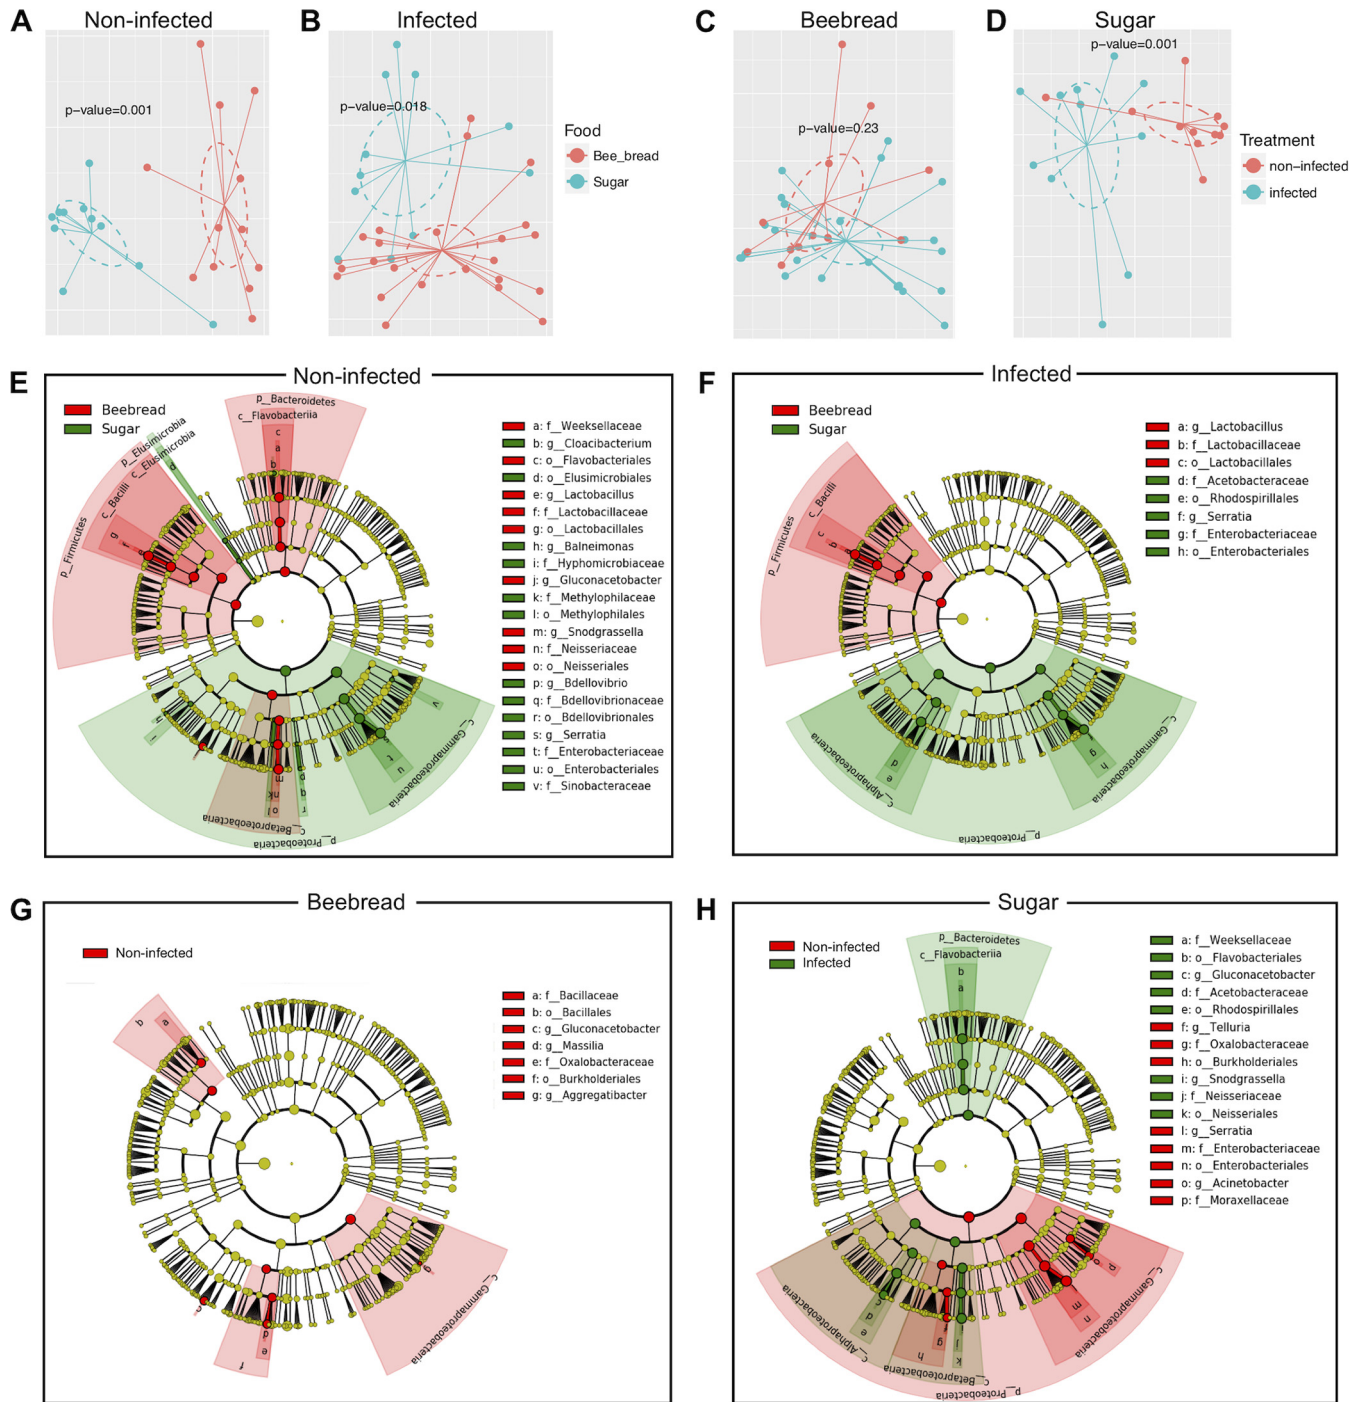 A
Non-infected
p-value=0.001
B
Infected
p-value=0.018
Food
Bee_bread
Sugar
C
Beebread
p-value=0.23
D
Sugar
p-value=0.001
Treatment
non-infected
infected
E
Non-infected
Beebread
Sugar
p__Bacteroidetes
c__Flavobacteriia
c
a
b
p__Elusimicrobia
c__Elusimicrobia
d
c__Bacilli
p__Firmicutes
g
f
e
v
s
t
u
c__Gammaproteobacteria
h
i
j
m
nk
ol
p
q
r
c__Betaproteobacteria
p__Proteobacteria
a: f__Weeksellaceae
b: g__Cloacibacterium
c: o__Flavobacteriales
d: o__Elusimicrobiales
e: g__Lactobacillus
f: f__Lactobacillaceae
g: o__Lactobacillales
h: g__Balneimonas
i: f__Hyphomicrobiaceae
j: g__Gluconacetobacter
k: f__Methylophilaceae
l: o__Methylophilales
m: g__Snodgrassella
n: f__Neisseriaceae
o: o__Neisseriales
p: g__Bdellovibrio
q: f__Bdellovibrionaceae
r: o__Bdellovibrionales
s: g__Serratia
t: f__Enterobacteriaceae
u: o__Enterobacteriales
v: f__Sinobacteraceae
F
Infected
Beebread
Sugar
c__Bacilli
p__Firmicutes
c
b
a
d
e
c__Alphaproteobacteria
g
h
c__Gammaproteobacteria
p__Proteobacteria
a: g__Lactobacillus
b: f__Lactobacillaceae
c: o__Lactobacillales
d: f__Acetobacteraceae
e: o__Rhodospirillales
f: g__Serratia
g: f__Enterobacteriaceae
h: o__Enterobacteriales
G
Beebread
Non-infected
b
a
c
d
e
f
g
c__Gammaproteobacteria
a: f__Bacillaceae
b: o__Bacillales
c: g__Gluconacetobacter
d: g__Massilia
e: f__Oxalobacteraceae
f: o__Burkholderiales
g: g__Aggregatibacter
H
Sugar
Non-infected
Infected
p__Bacteroidetes
c__Flavobacteriia
b
a
c
d
e
c__Alphaproteobacteria
f
g
h
i
j
k
c__Betaproteobacteria
p__Proteobacteria
m
n
o
p
c__Gammaproteobacteria
a: f__Weeksellaceae
b: o__Flavobacteriales
c: g__Gluconacetobacter
d: f__Acetobacteraceae
e: o__Rhodospirillales
f: g__Telluria
g: f__Oxalobacteraceae
h: o__Burkholderiales
i: g__Snodgrassella
j: f__Neisseriaceae
k: o__Neisseriales
l: g__Serratia
m: f__Enterobacteriaceae
n: o__Enterobacteriales
o: g__Acinetobacter
p: f__Moraxellaceae